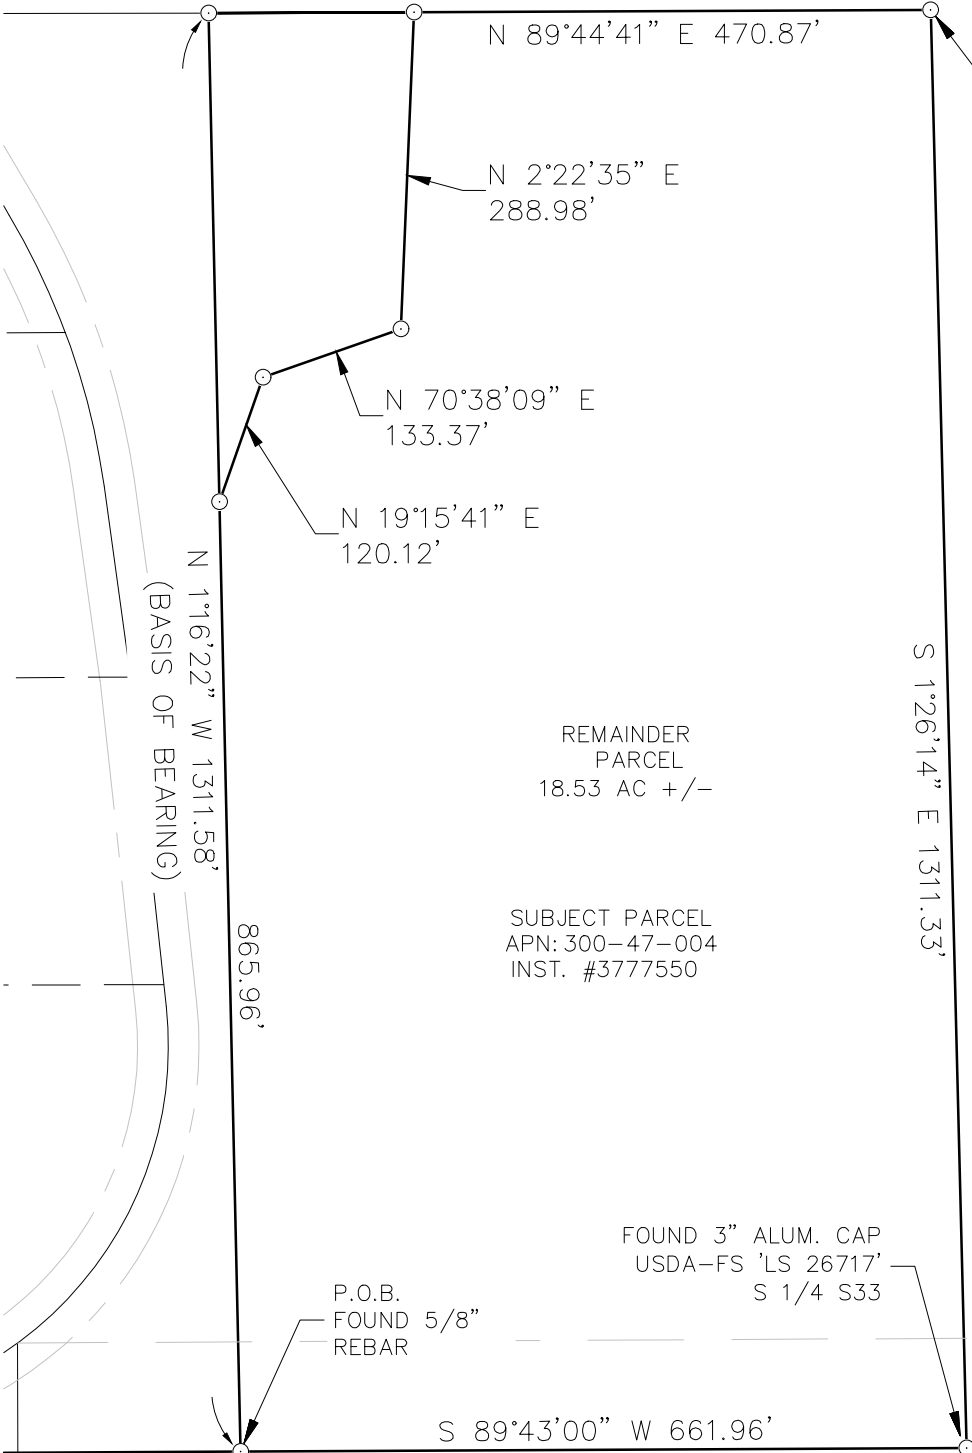 N 89°44'41" E 470.87'
N 2°22'35" E
288.98'
N 70°38'09" E
133.37'
N 19°15'41" E
120.12'
N 1°16'22" W 1311.58'
(BASIS OF BEARING)
S 1°26'14" E 1311.33'
REMAINDER
PARCEL
18.53 AC +/-
SUBJECT PARCEL
APN: 300-47-004
INST. #3777550
865.96'
FOUND 3" ALUM. CAP
USDA-FS 'LS 26717'
S 1/4 S33
P.O.B.
FOUND 5/8"
REBAR
S 89°43'00" W 661.96'